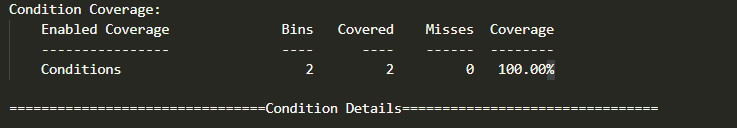 Condition Coverage:
    Enabled Coverage              Bins   Covered    Misses  Coverage
    ----------------              ----      ----    ------  --------
    Conditions                       2         2         0   100.00%
================================Condition Details================================